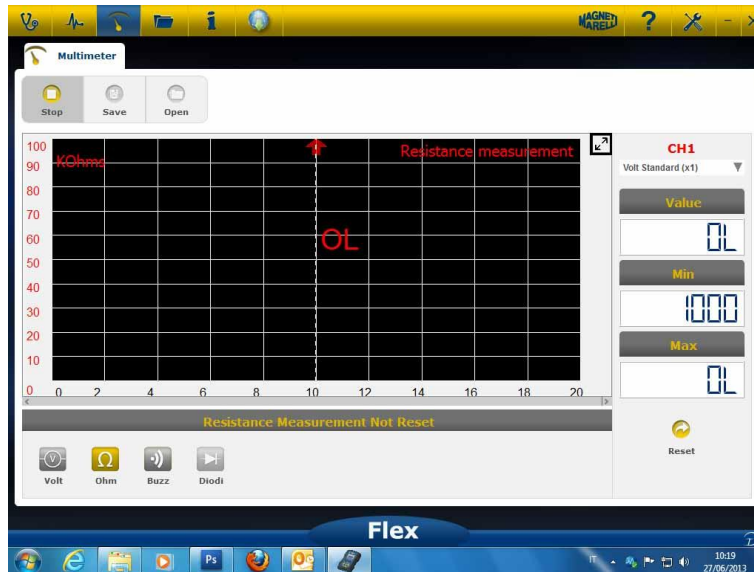 MAGNETI
MARELLI
?
Multimeter
Stop
Save
Open
100
90
80
70
60
50
40
30
20
10
0
KOhms
Resistance measurement
OL
0
2
4
6
8
10
12
14
16
18
20
CH1
Volt Standard (x1)
Value
OL
Min
1000
Max
OL
Reset
Resistance Measurement Not Reset
Volt
Ohm
Buzz
Diodi
Flex
Ps
IT
10:19
27/06/2013